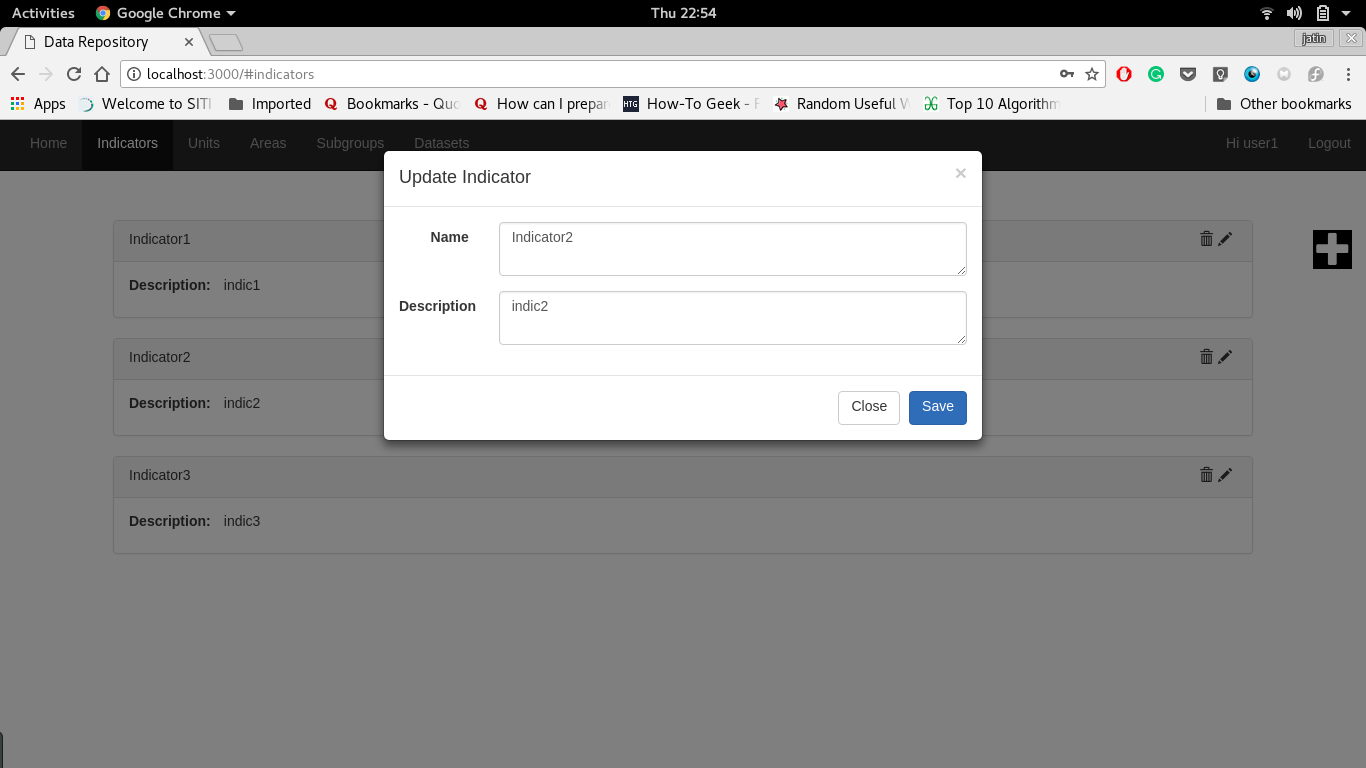 Activities Google Chrome Thu 22:54
Data Repository jatin
localhost:3000/#indicators
Apps Welcome to SITI Imported Bookmarks - Quo How can I prepar HTG How-To Geek - F Random Useful W Top 10 Algorithm Other bookmarks
Home Indicators Units Areas Subgroups Datasets Hi user1 Logout
Update Indicator ×
Name Indicator2
Description indic2
Close Save
Indicator1
Description: indic1
Indicator2
Description: indic2
Indicator3
Description: indic3